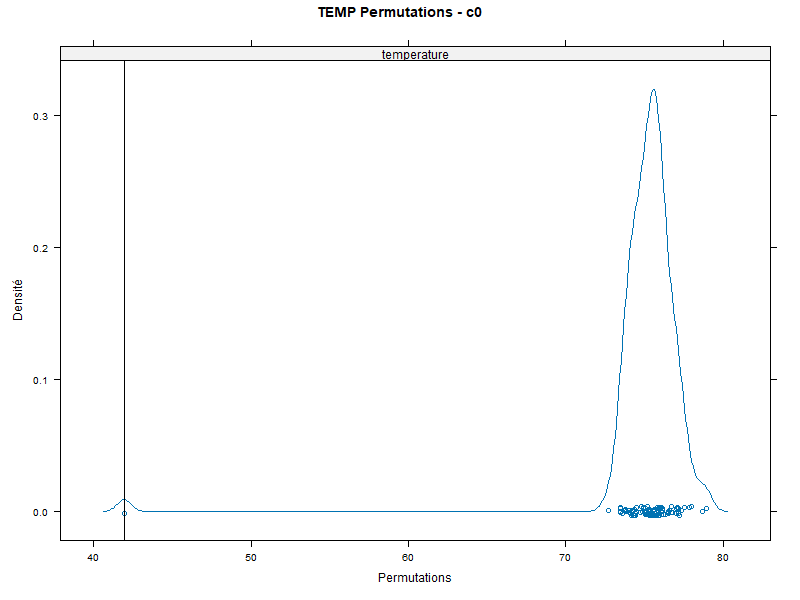 TEMP Permutations - c0
temperature
0.3
0.2
0.1
0.0
Densité
40 50 60 70 80
Permutations